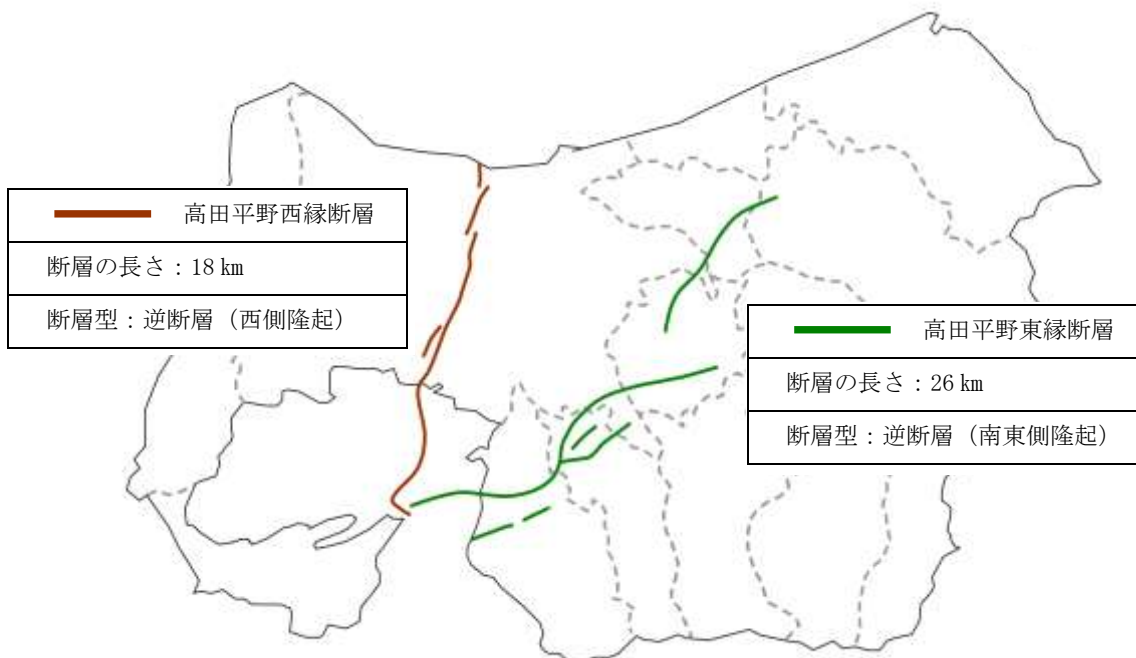 高田平野西縁断層
断層の長さ：18 km
断層型：逆断層（西側隆起）
高田平野東縁断層
断層の長さ：26 km
断層型：逆断層（南東側隆起）